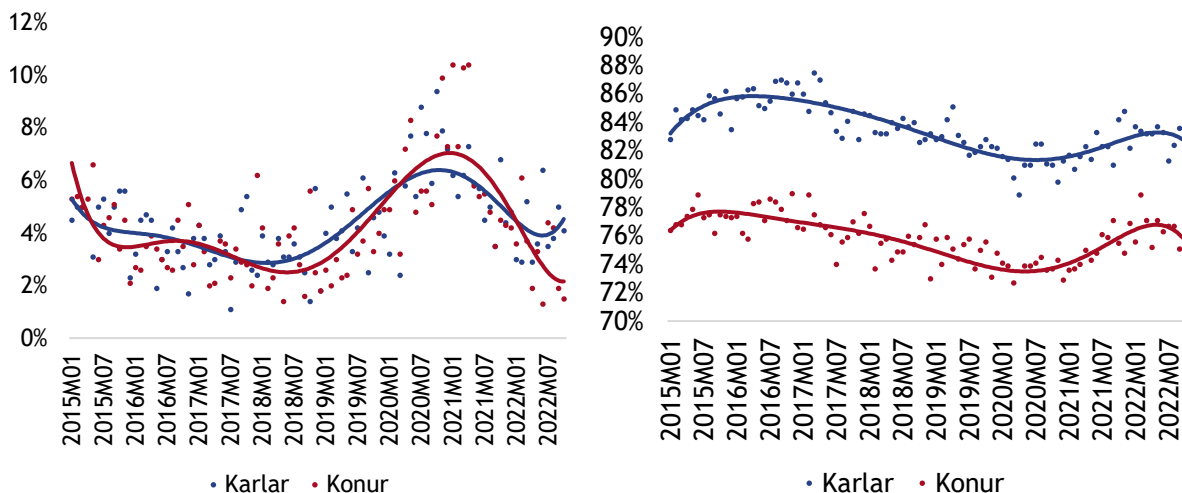 12%
10%
8%
6%
4%
2%
0%
2015M01
2015M07
2016M01
2016M07
2017M01
2017M07
2018M01
2018M07
2019M01
2019M07
2020M01
2020M07
2021M01
2021M07
2022M01
2022M07
Karlar
Konur
90%
88%
86%
84%
82%
80%
78%
76%
74%
72%
70%
2015M01
2015M07
2016M01
2016M07
2017M01
2017M07
2018M01
2018M07
2019M01
2019M07
2020M01
2020M07
2021M01
2021M07
2022M01
2022M07
Karlar
Konur